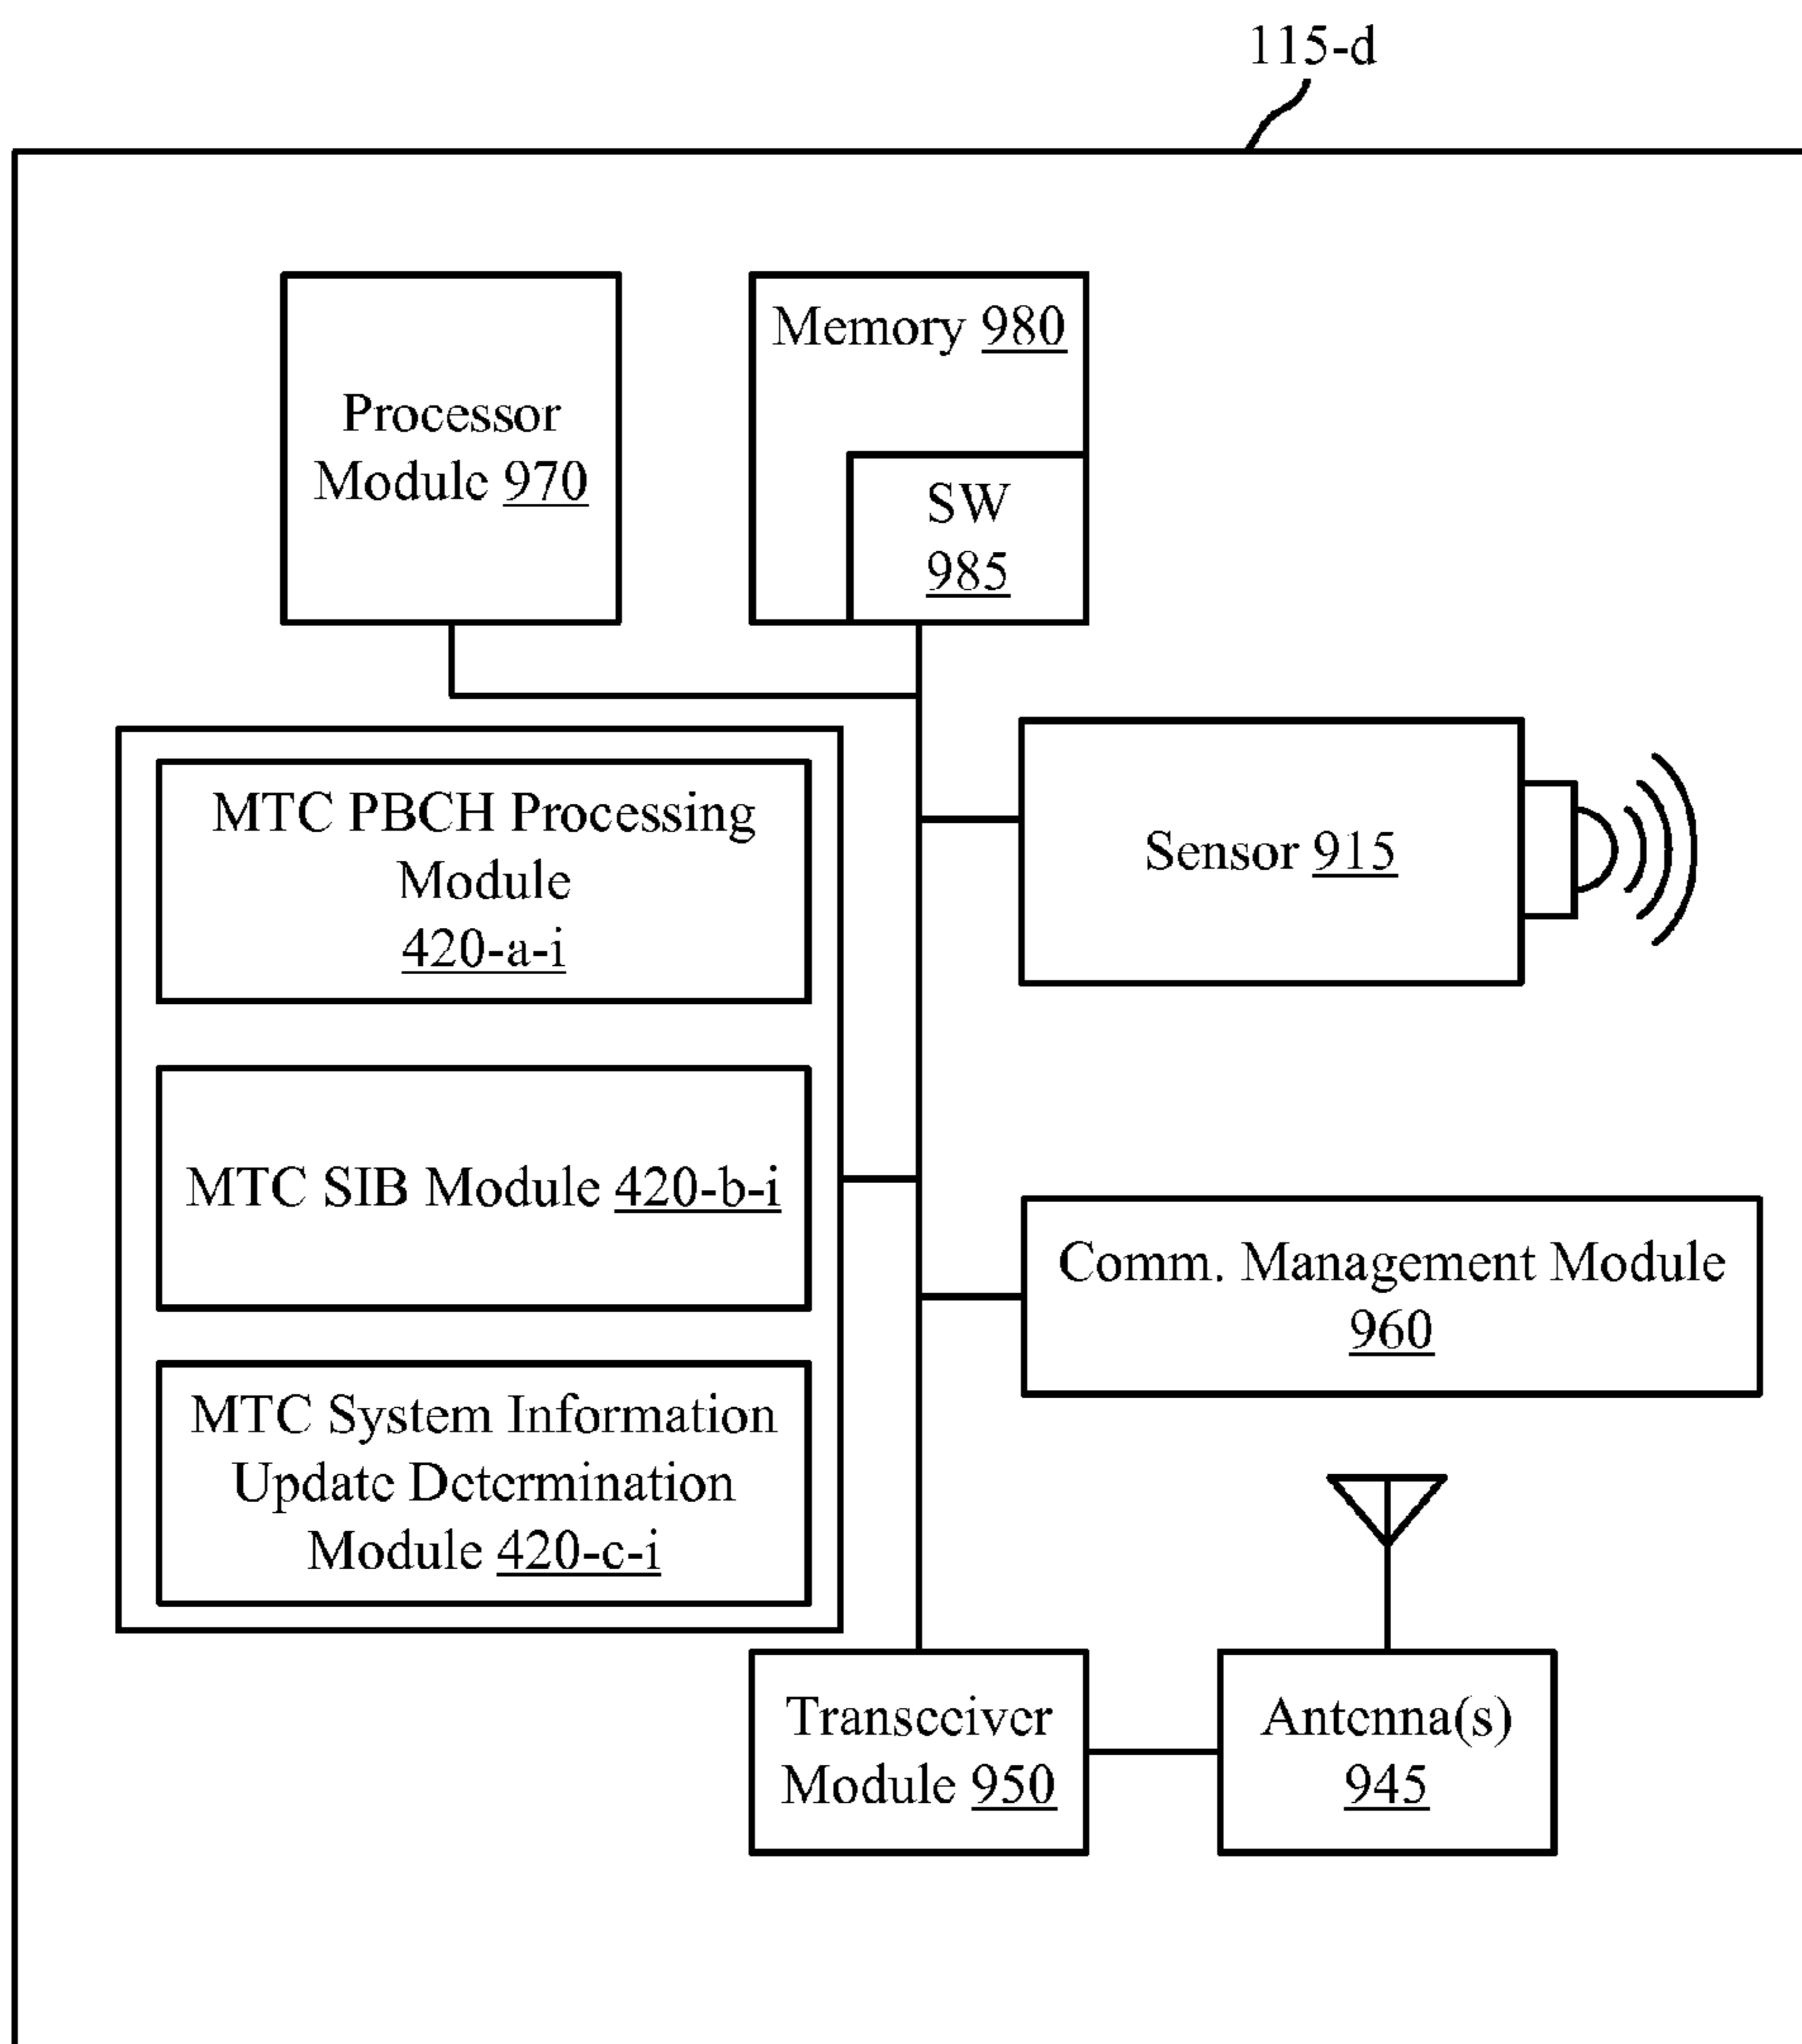 115-d
Processor
Module 970
Memory 980
SW
985
MTC PBCH Processing
Module
420-a-i
Sensor 915
MTC SIB Module 420-b-i
Comm. Management Module
960
MTC System Information
Update Determination
Module 420-c-i
Transceiver
Module 950
Antenna(s)
945